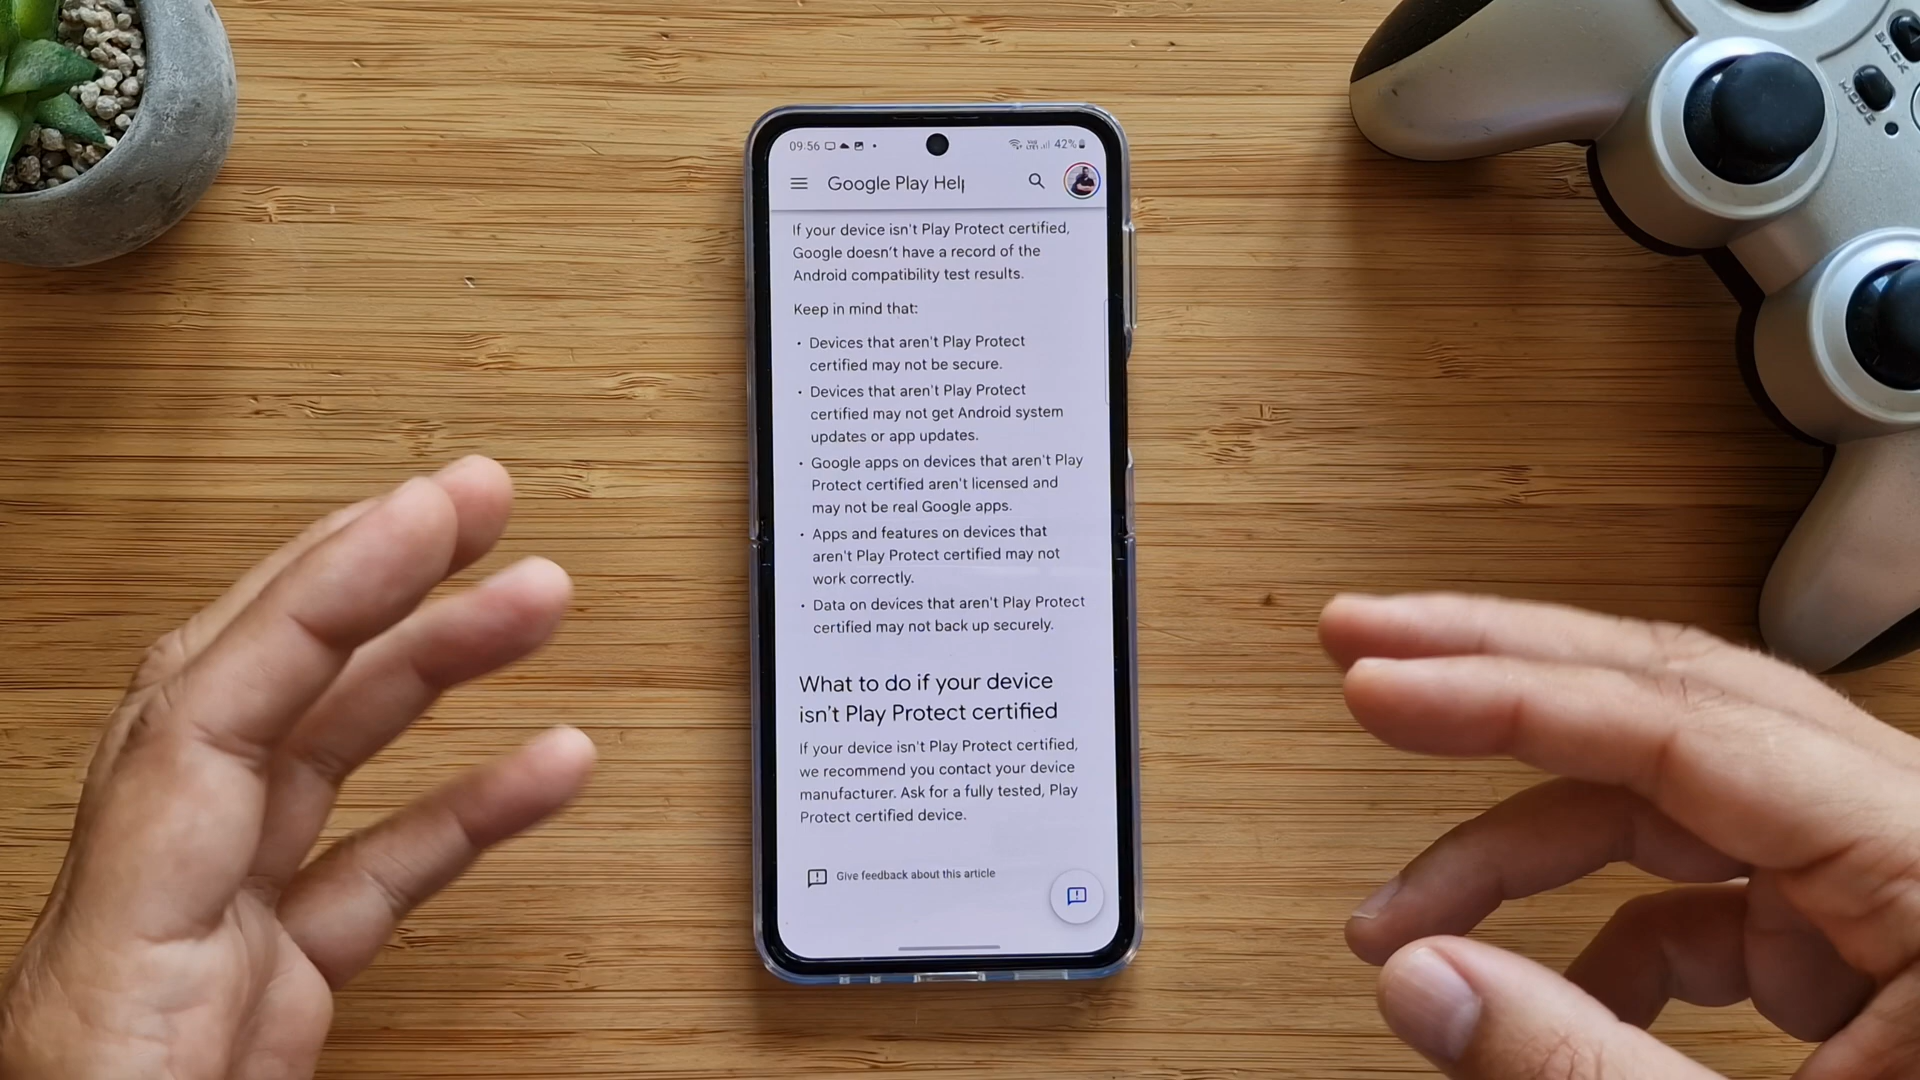 09:56
42%
Google Play Help
If your device isn't Play Protect certified,
Google doesn't have a record of the
Android compatibility test results.
Keep in mind that:
• Devices that aren't Play Protect
certified may not be secure.
• Devices that aren't Play Protect
certified may not get Android system
updates or app updates.
• Google apps on devices that aren't Play
Protect certified aren't licensed and
may not be real Google apps.
• Apps and features on devices that
aren't Play Protect certified may not
work correctly.
• Data on devices that aren't Play Protect
certified may not back up securely.
What to do if your device
isn't Play Protect certified
If your device isn't Play Protect certified,
we recommend you contact your device
manufacturer. Ask for a fully tested, Play
Protect certified device.
Give feedback about this article
BACK
MODE